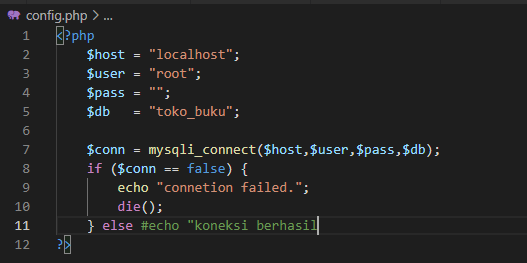 config.php > ...
1 <?php
2 $host = "localhost";
3 $user = "root";
4 $pass = "";
5 $db   = "toko_buku";
6
7 $conn = mysqli_connect($host,$user,$pass,$db);
8 if ($conn == false) {
9 echo "connetion failed.";
10 die();
11 } else #echo "koneksi berhasil
12 ?>